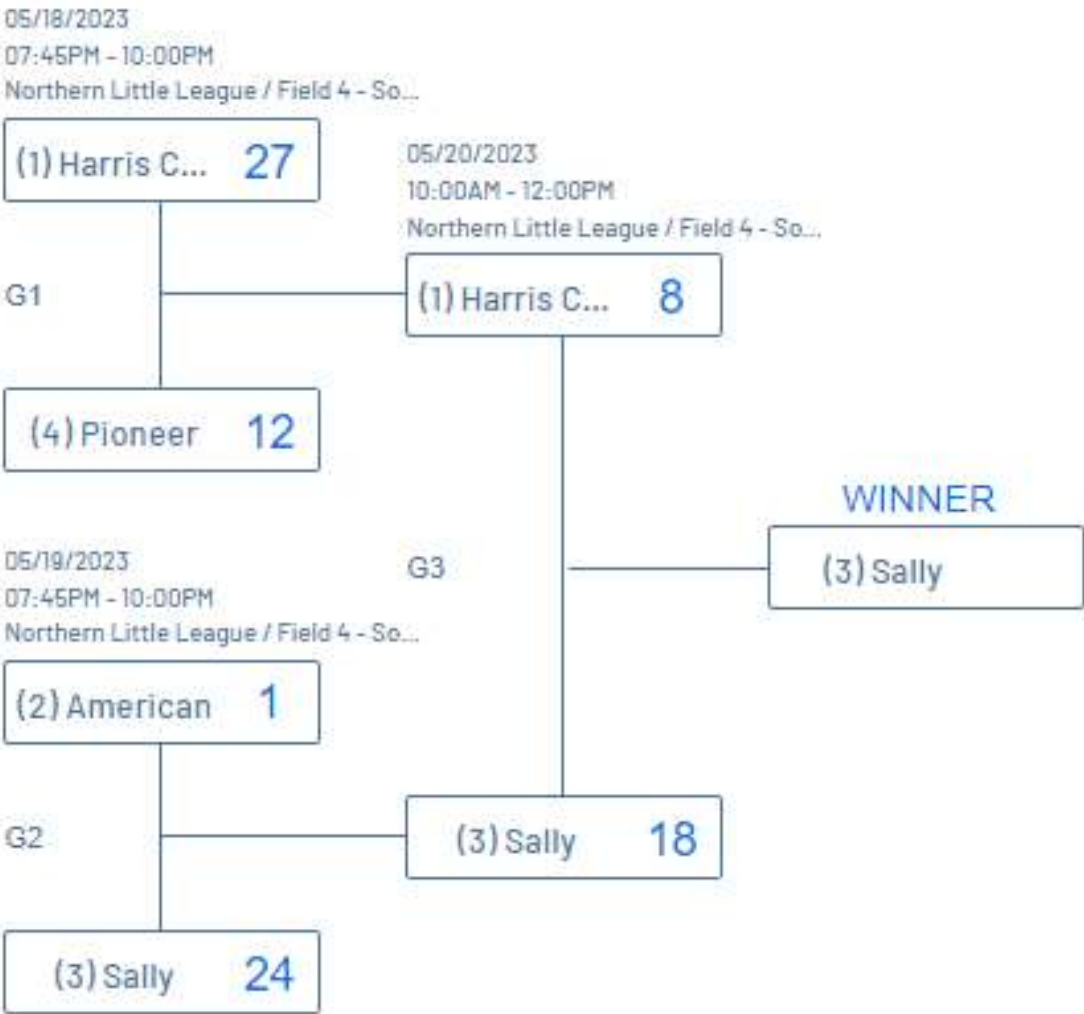 05/18/2023
07:45PM - 10:00PM
Northern Little League / Field 4 - So...
(1) Harris C... 27
G1
(4) Pioneer 12
05/20/2023
10:00AM - 12:00PM
Northern Little League / Field 4 - So...
(1) Harris C... 8
05/19/2023
07:45PM - 10:00PM
Northern Little League / Field 4 - So...
(2) American 1
G2
(3) Sally 24
G3
(3) Sally 18
WINNER
(3) Sally